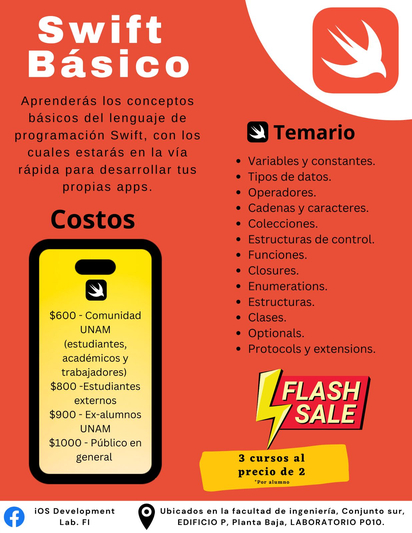 Swift
Básico
Aprenderás los conceptos
básicos del lenguaje de
programación Swift, con los
cuales estarás en la vía
rápida para desarrollar tus
propias apps.
Costos
$600 - Comunidad
UNAM
(estudiantes,
académicos y
trabajadores)
$800 -Estudiantes
externos
$900 - Ex-alumnos
UNAM
$1000 - Público en
general
Temario
Variables y constantes.
Tipos de datos.
Operadores.
Cadenas y caracteres.
Colecciones.
Estructuras de control.
Funciones.
Closures.
Enumerations.
Estructuras.
Clases.
Optionals.
Protocols y extensions.
FLASH
SALE
3 cursos al
precio de 2
*Por alumno
iOS Development
Lab. FI
Ubicados en la facultad de ingeniería, Conjunto sur,
EDIFICIO P, Planta Baja, LABORATORIO P010.